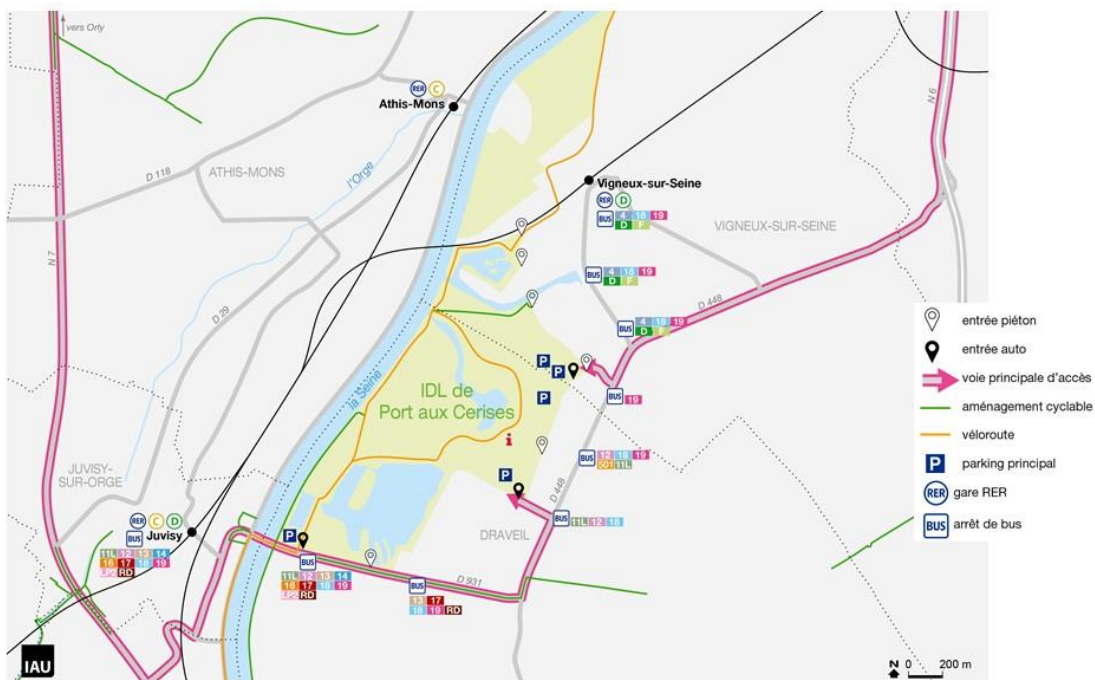 vers Orly
N 7
RER C
Athis-Mons
N 6
ATHIS-MONS
D 118
l'Orge
Vigneux-sur-Seine
RER D
BUS 4 18 19
D F
VIGNEUX-SUR-SEINE
D 29
BUS 4 18 19
D F
D 448
BUS 4 18 19
D F
entrée piéton
entrée auto
voie principale d'accès
aménagement cyclable
véloroute
P parking principal
RER gare RER
BUS arrêt de bus
la Seine
P
P
P
IDL de
Port aux Cerises
BUS 19
i
JUVISY-
SUR-ORGE
BUS 12 18 19
501 11L
P
D 448
RER C D
BUS Juvisy
11L 12 13 14
16 17 18 19
LP2 RD
P
DRAVEIL
BUS 11L 12 18
BUS
11L 12 13 14
16 17 18 19
LP2 RD
D 931
BUS
13 17
18 19 RD
IAU
N 0 200 m